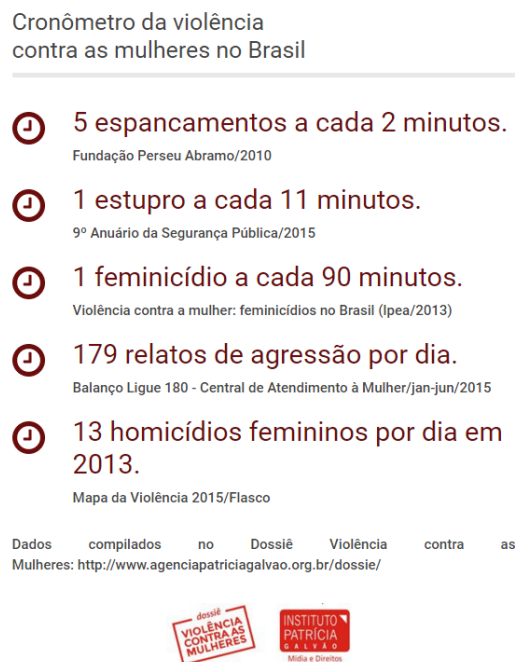 Cronômetro da violência
contra as mulheres no Brasil
5 espancamentos a cada 2 minutos.
Fundação Perseu Abramo/2010
1 estupro a cada 11 minutos.
9º Anuário da Segurança Pública/2015
1 feminicídio a cada 90 minutos.
Violência contra a mulher: feminicídios no Brasil (Ipea/2013)
179 relatos de agressão por dia.
Balanço Ligue 180 - Central de Atendimento à Mulher/jan-jun/2015
13 homicídios femininos por dia em
2013.
Mapa da Violência 2015/Flasco
Dados compilados no Dossiê Violência contra as
Mulheres: http://www.agenciapatriciagalvao.org.br/dossie/
dossiê
VIOLÊNCIA
CONTRA AS
MULHERES
INSTITUTO
PATRÍCIA
GALVÃO
Mídia e Direitos